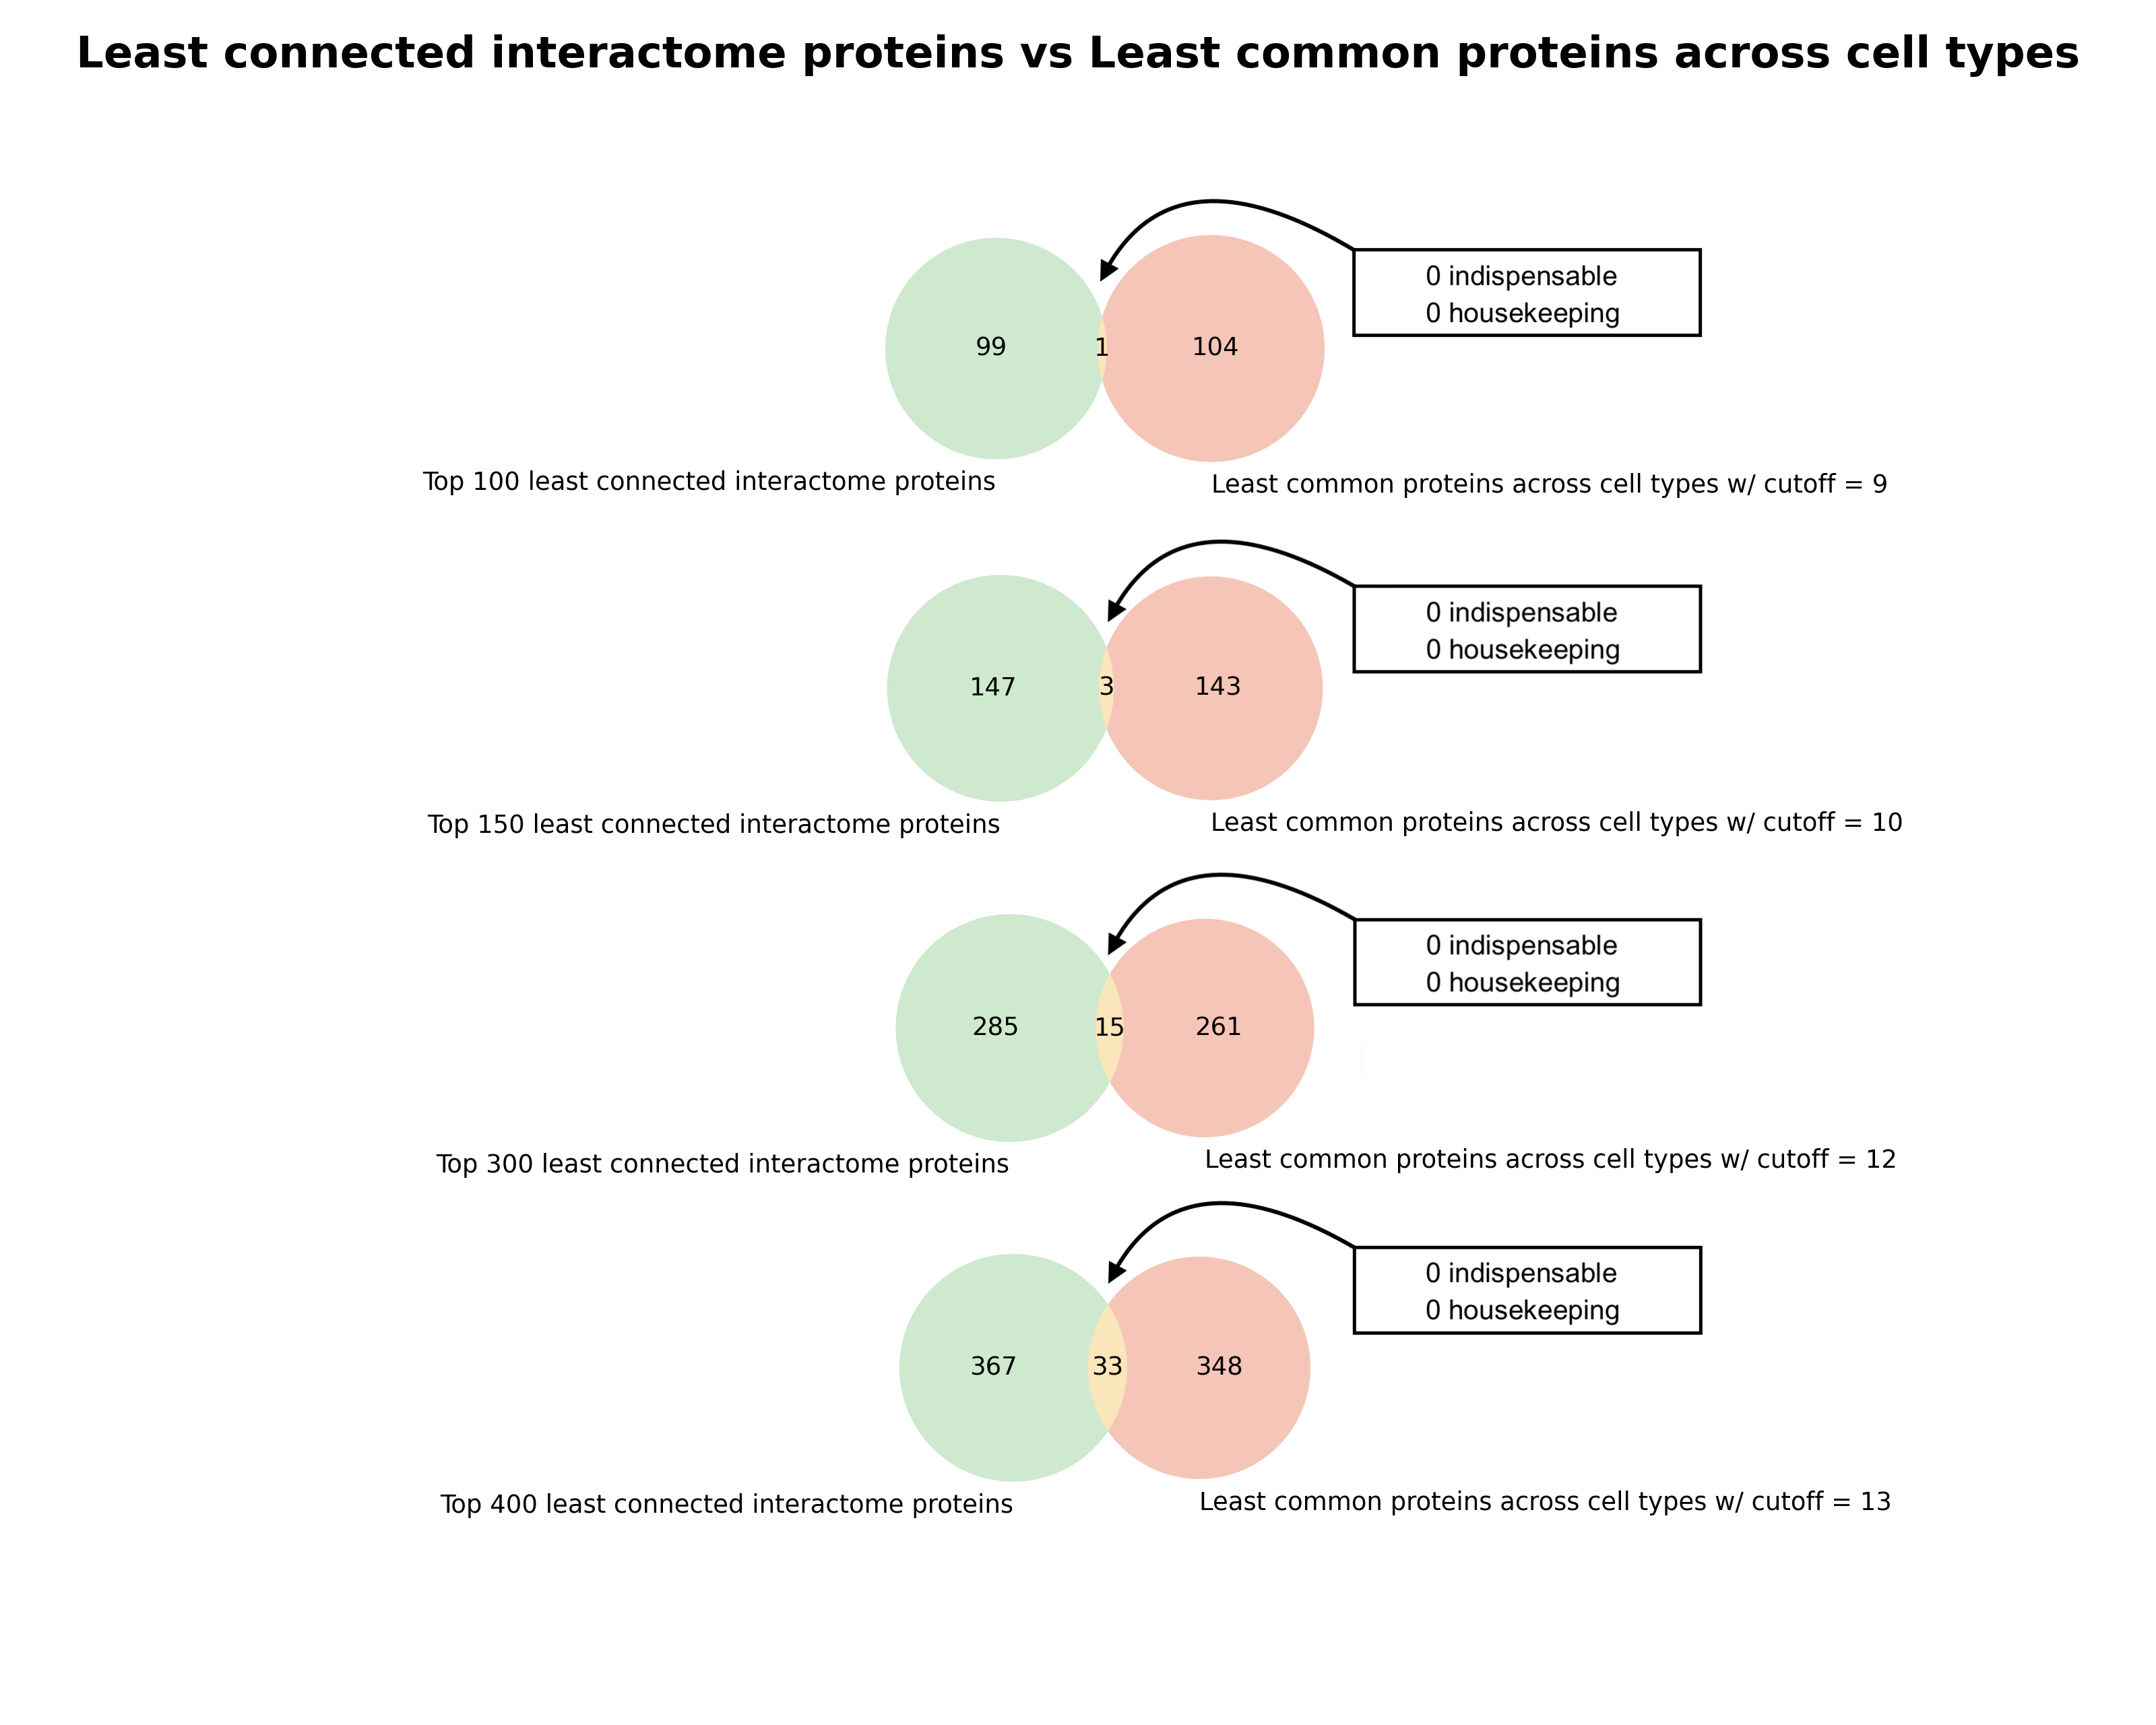 Least connected interactome proteins vs Least common proteins across cell types
0 indispensable
0 housekeeping
99
1
104
Top 100 least connected interactome proteins
Least common proteins across cell types w/ cutoff = 9
0 indispensable
0 housekeeping
147
3
143
Top 150 least connected interactome proteins
Least common proteins across cell types w/ cutoff = 10
0 indispensable
0 housekeeping
285
15
261
Top 300 least connected interactome proteins
Least common proteins across cell types w/ cutoff = 12
0 indispensable
0 housekeeping
367
33
348
Top 400 least connected interactome proteins
Least common proteins across cell types w/ cutoff = 13